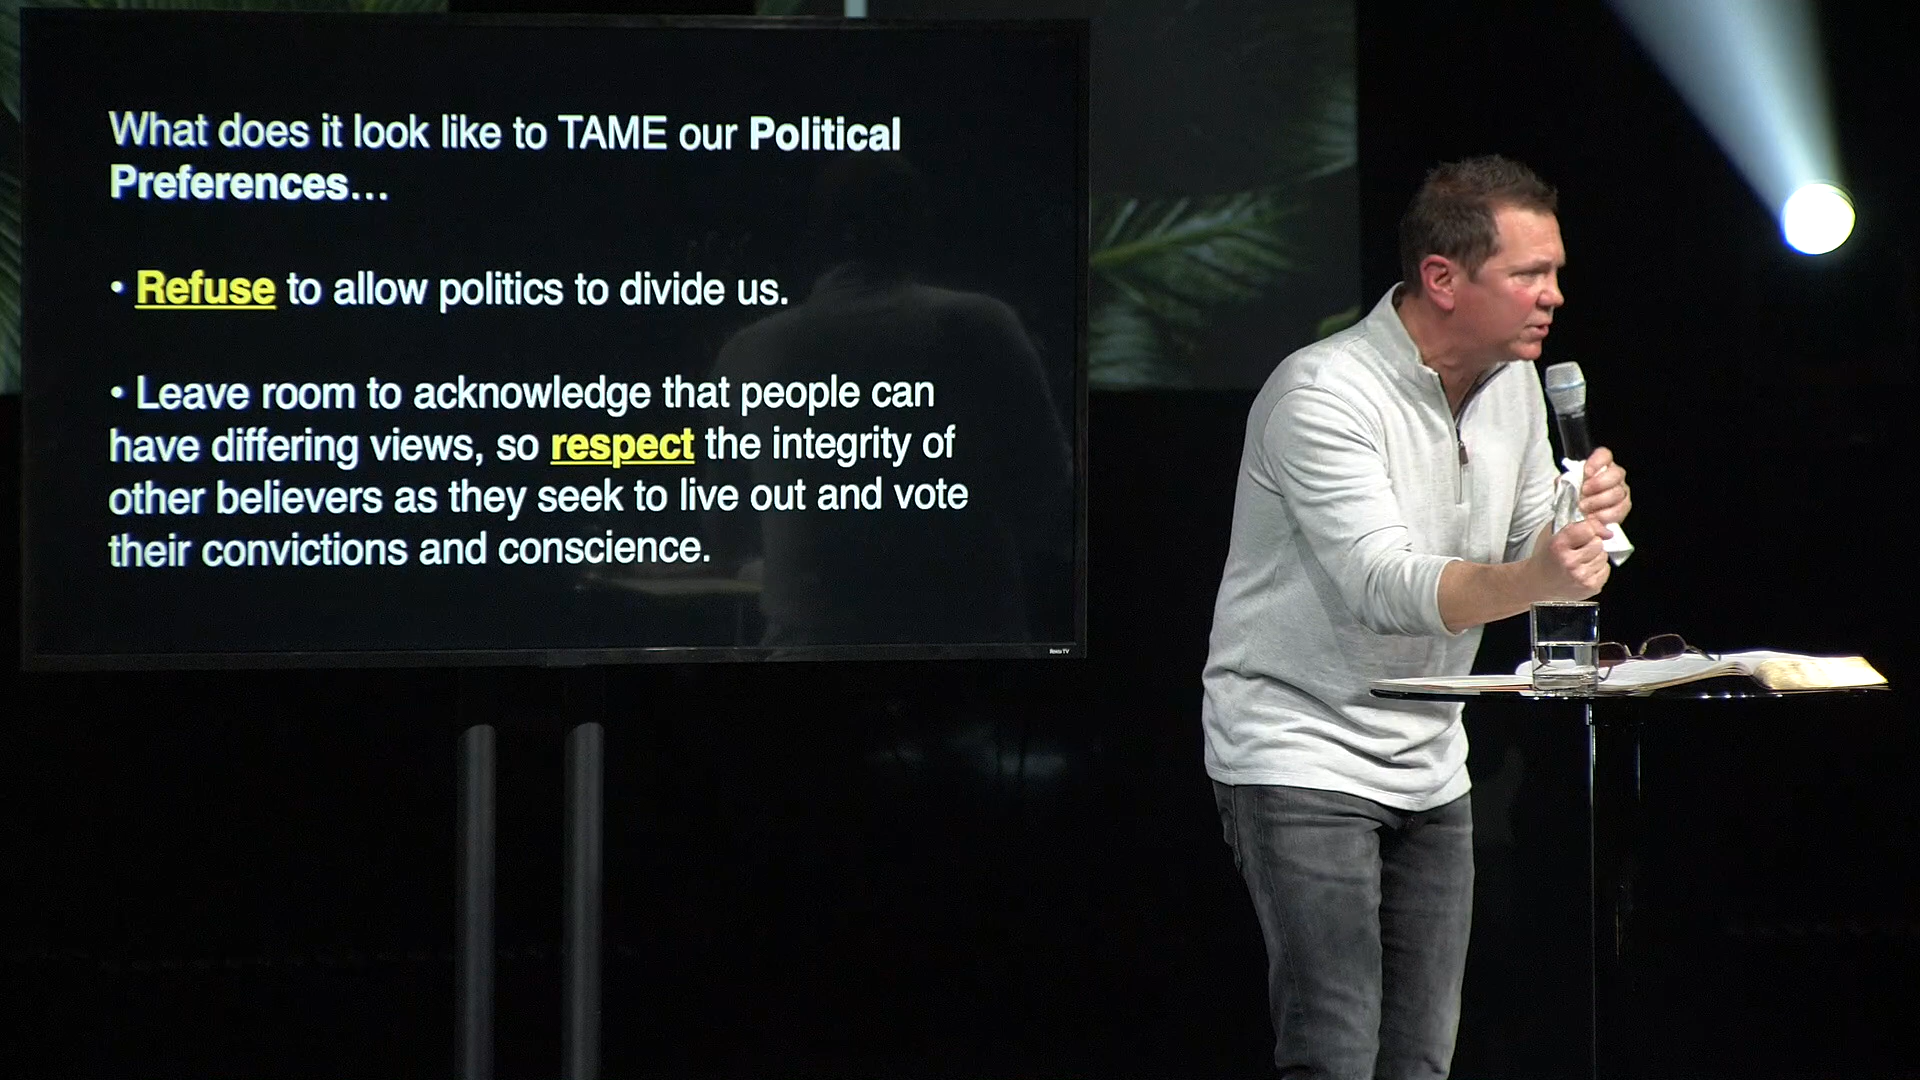 What does it look like to TAME our Political
Preferences…
• Refuse to allow politics to divide us.
• Leave room to acknowledge that people can
have differing views, so respect the integrity of
other believers as they seek to live out and vote
their convictions and conscience.
Roku TV